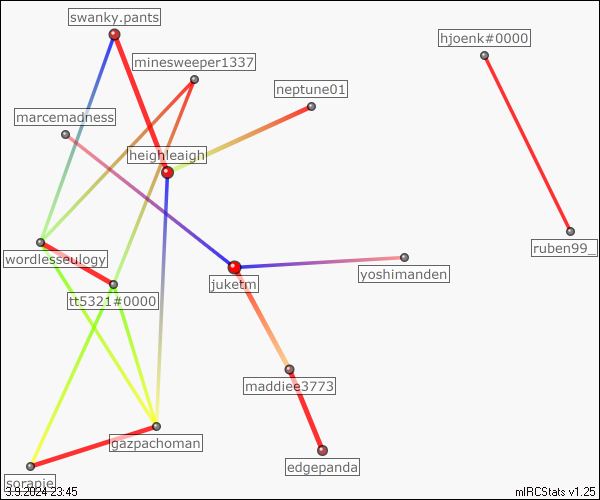 swanky.pants
hjoenk#0000
minesweeper1337
neptune01
marcemadness
heighleaigh
ruben99_
wordlesseulogy
yoshimanden
juketm
tt5321#0000
maddiee3773
gazpachoman
edgepanda
sorapie
3.9.2024 23:45
mIRCStats v1.25